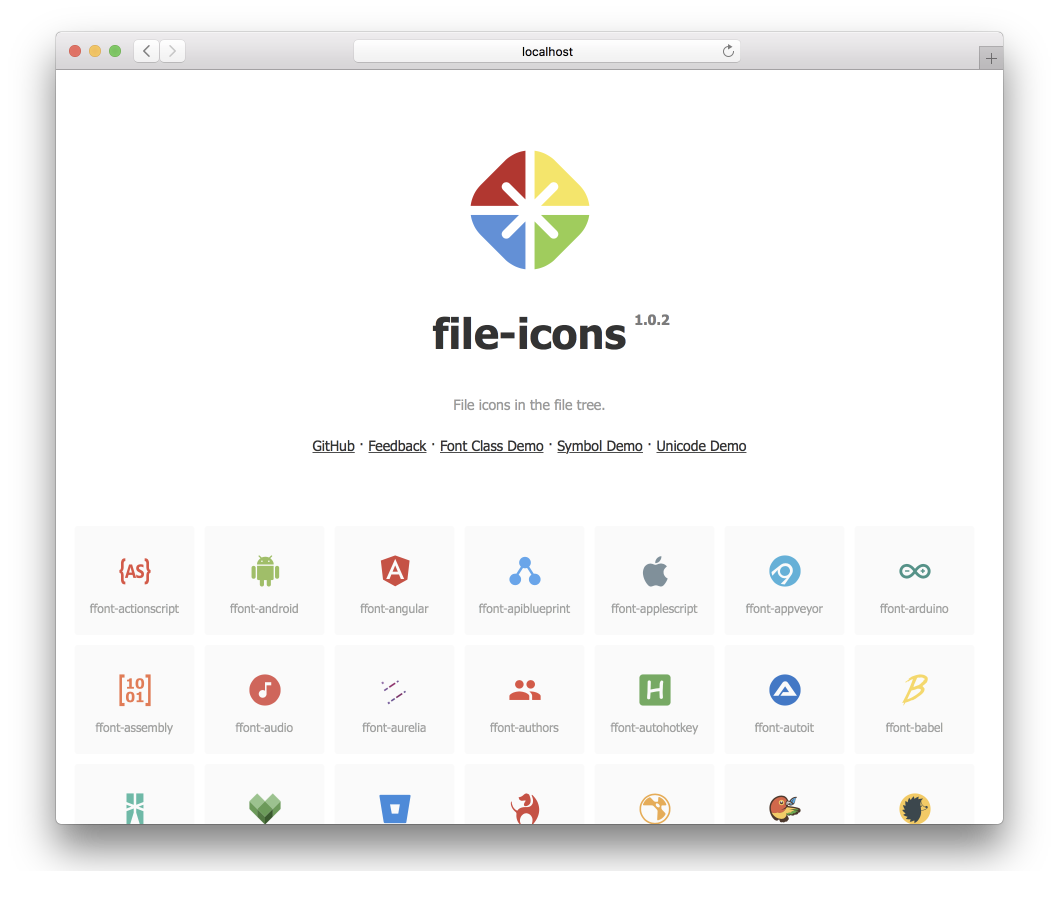 localhost
file-icons 1.0.2
File icons in the file tree.
GitHub · Feedback · Font Class Demo · Symbol Demo · Unicode Demo
{AS}
ffont-actionscript ffont-android ffont-angular ffont-apiblueprint ffont-applescript ffont-appveyor ffont-arduino
[10
01]
ffont-assembly ffont-audio ffont-aurelia ffont-authors ffont-autohotkey ffont-autoit ffont-babel